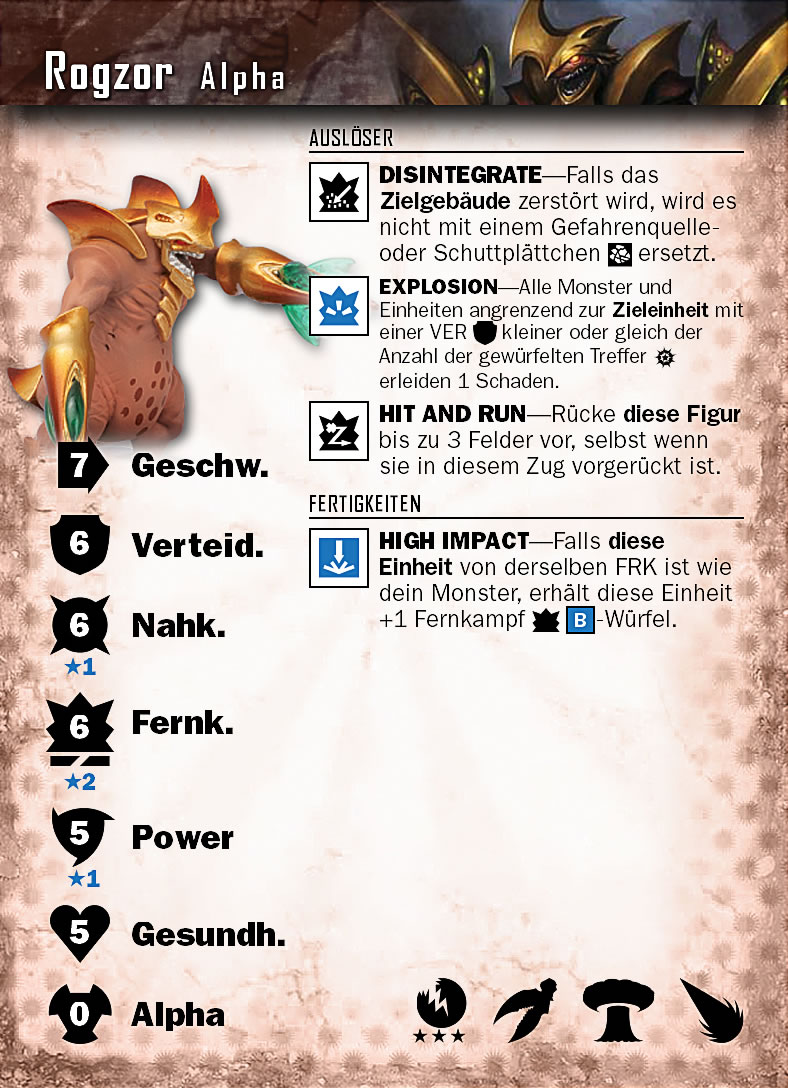 Rogzor Alpha
AUSLÖSER
DISINTEGRATE—Falls das
Zielgebäude zerstört wird, wird es
nicht mit einem Gefahrenquelle-
oder Schuttplättchen ersetzt.
EXPLOSION—Alle Monster und
Einheiten angrenzend zur Zieleinheit mit
einer VER kleiner oder gleich der
Anzahl der gewürfelten Treffer
erleiden 1 Schaden.
HIT AND RUN—Rücke diese Figur
bis zu 3 Felder vor, selbst wenn
sie in diesem Zug vorgerückt ist.
FERTIGKEITEN
HIGH IMPACT—Falls diese
Einheit von derselben FRK ist wie
dein Monster, erhält diese Einheit
+1 Fernkampf B-Würfel.
7 Geschw.
6 Verteid.
6 Nahk.
★1
6 Fernk.
★2
5 Power
★1
5 Gesundh.
0 Alpha
★★★